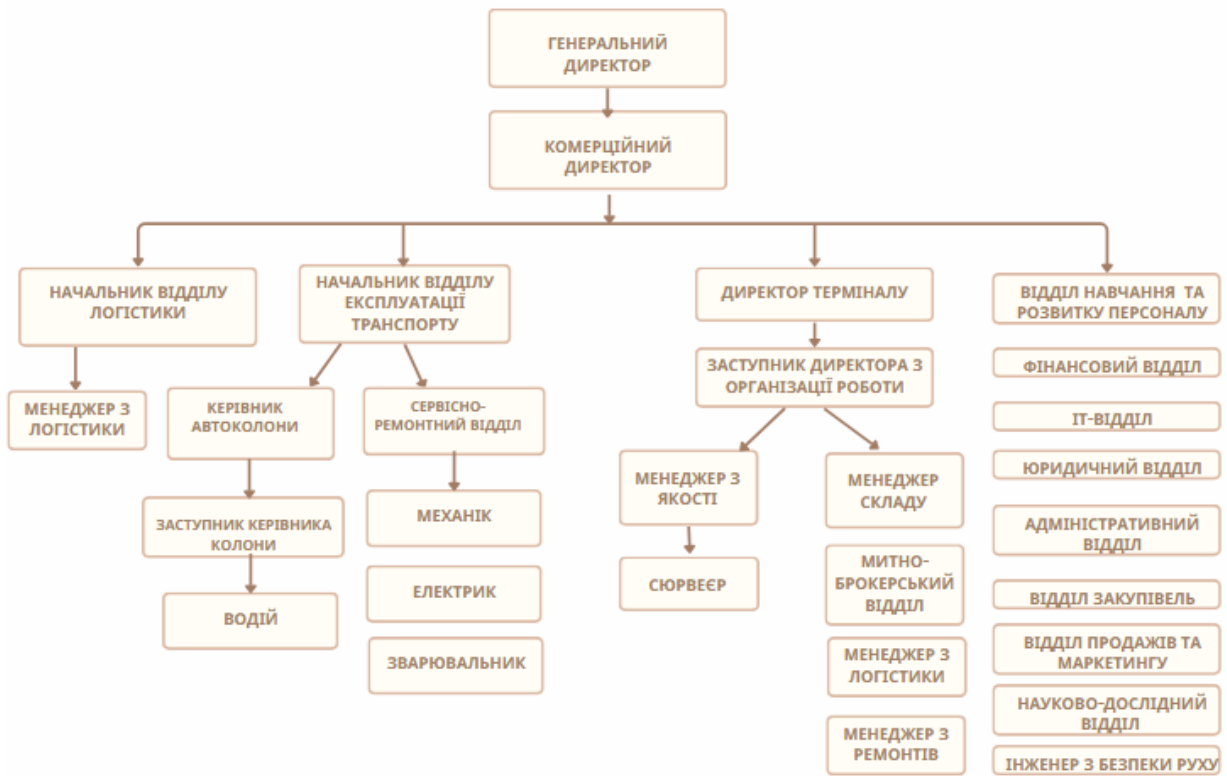 ГЕНЕРАЛЬНИЙ
ДИРЕКТОР
КОМЕРЦІЙНИЙ
ДИРЕКТОР
НАЧАЛЬНИК ВІДДІЛУ
ЛОГІСТИКИ
МЕНЕДЖЕР З
ЛОГІСТИКИ
НАЧАЛЬНИК ВІДДІЛУ
ЕКСПЛУАТАЦІЇ
ТРАНСПОРТУ
КЕРІВНИК
АВТОКОЛОНИ
ЗАСТУПНИК КЕРІВНИКА
КОЛОНИ
ВОДІЙ
СЕРВІСНО-
РЕМОНТНИЙ ВІДДІЛ
МЕХАНІК
ЕЛЕКТРИК
ЗВАРЮВАЛЬНИК
ДИРЕКТОР ТЕРМІНАЛУ
ЗАСТУПНИК ДИРЕКТОРА З
ОРГАНІЗАЦІЇ РОБОТИ
МЕНЕДЖЕР З
ЯКОСТІ
СЮРВЕЄР
МЕНЕДЖЕР
СКЛАДУ
МИТНО-
БРОКЕРСЬКИЙ
ВІДДІЛ
МЕНЕДЖЕР З
ЛОГІСТИКИ
МЕНЕДЖЕР З
РЕМОНТІВ
ВІДДІЛ НАВЧАННЯ ТА
РОЗВИТКУ ПЕРСОНАЛУ
ФІНАНСОВИЙ ВІДДІЛ
ІТ-ВІДДІЛ
ЮРИДИЧНИЙ ВІДДІЛ
АДМІНІСТРАТИВНИЙ
ВІДДІЛ
ВІДДІЛ ЗАКУПІВЕЛЬ
ВІДДІЛ ПРОДАЖІВ ТА
МАРКЕТИНГУ
НАУКОВО-ДОСЛІДНИЙ
ВІДДІЛ
ІНЖЕНЕР З БЕЗПЕКИ РУХУ